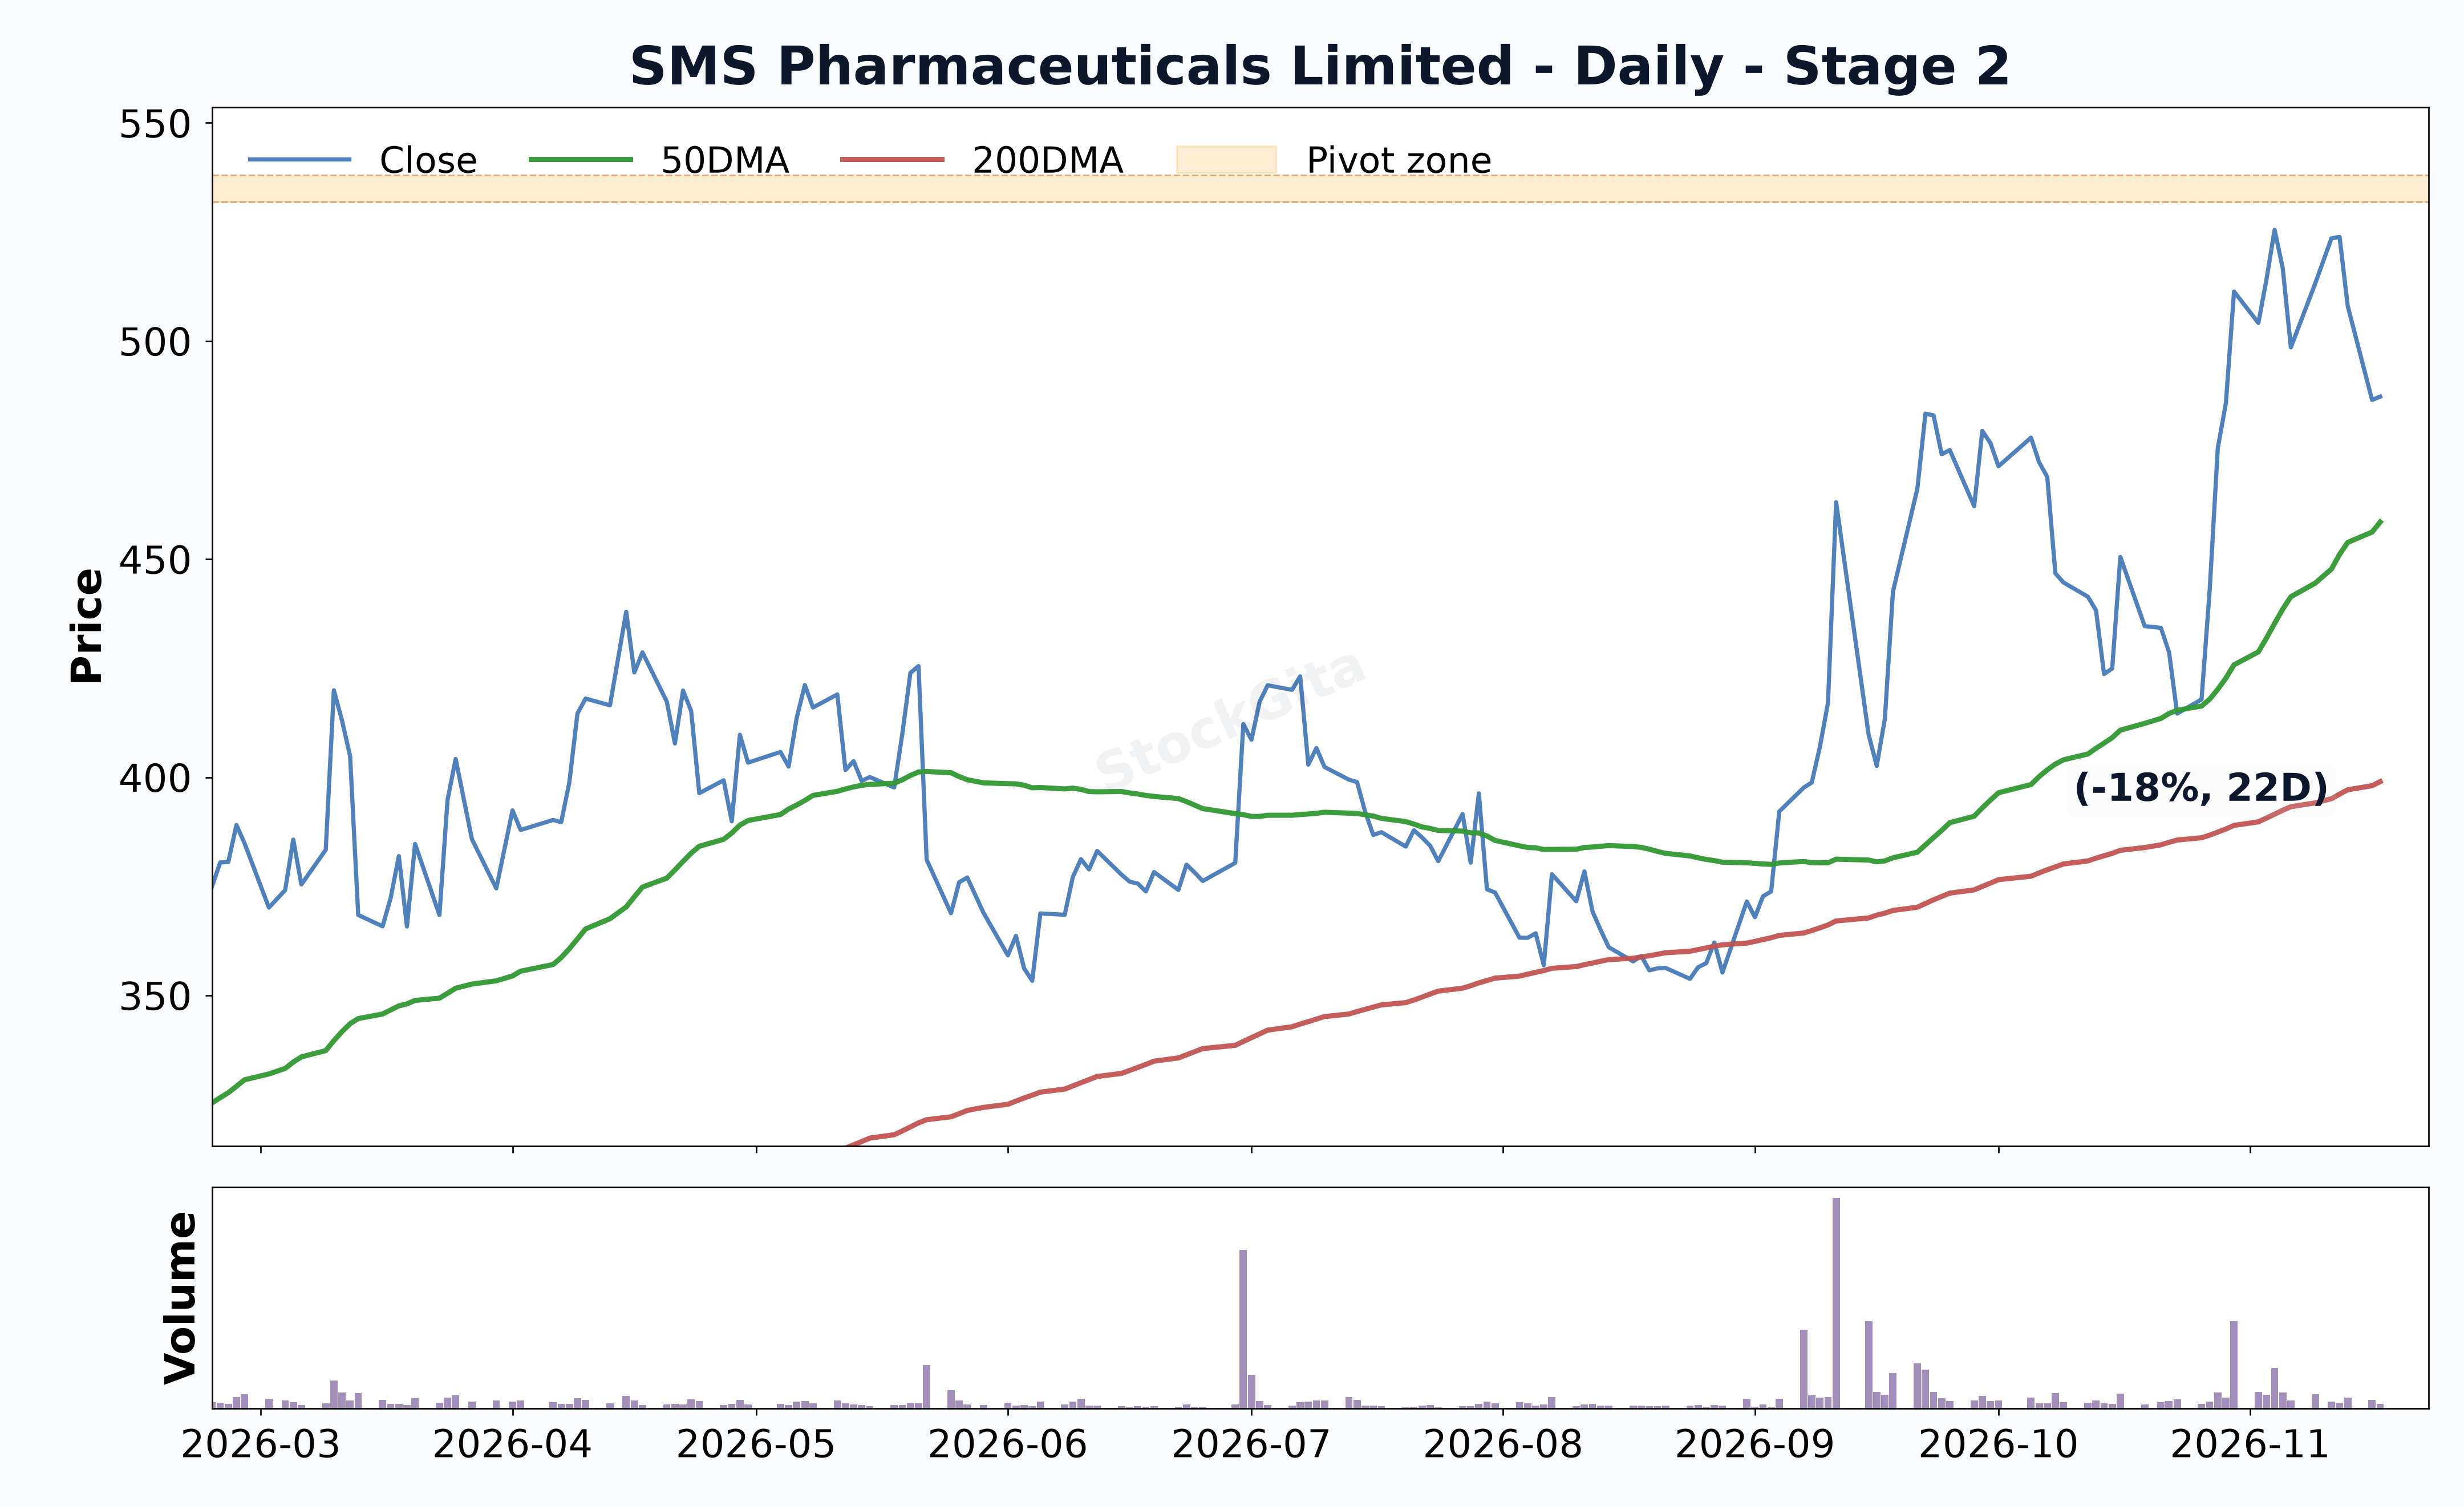 SMS Pharmaceuticals Limited - Daily - Stage 2
Close 50DMA 200DMA Pivot zone
550
500
450
400
350
Price
StockGita
(-18%, 22D)
Volume
2026-03 2026-04 2026-05 2026-06 2026-07 2026-08 2026-09 2026-10 2026-11